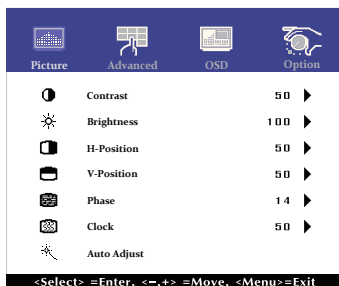 Picture Advanced OSD Option
Contrast 50
Brightness 100
H-Position 50
V-Position 50
Phase 14
Clock 50
Auto Adjust
<Select> =Enter, <–,+> =Move, <Menu>=Exit